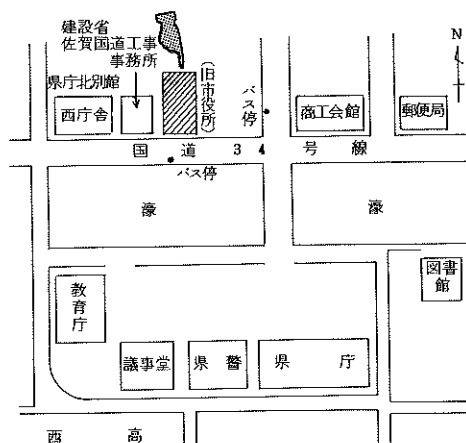 建設省
佐賀国道工事
事務所
県庁北別館
西庁舎
(旧市役所)
バス停
商工会館
郵便局
N
国道34号線
バス停
濠
濠
教育庁
図書館
議事堂
県警
県庁
西高